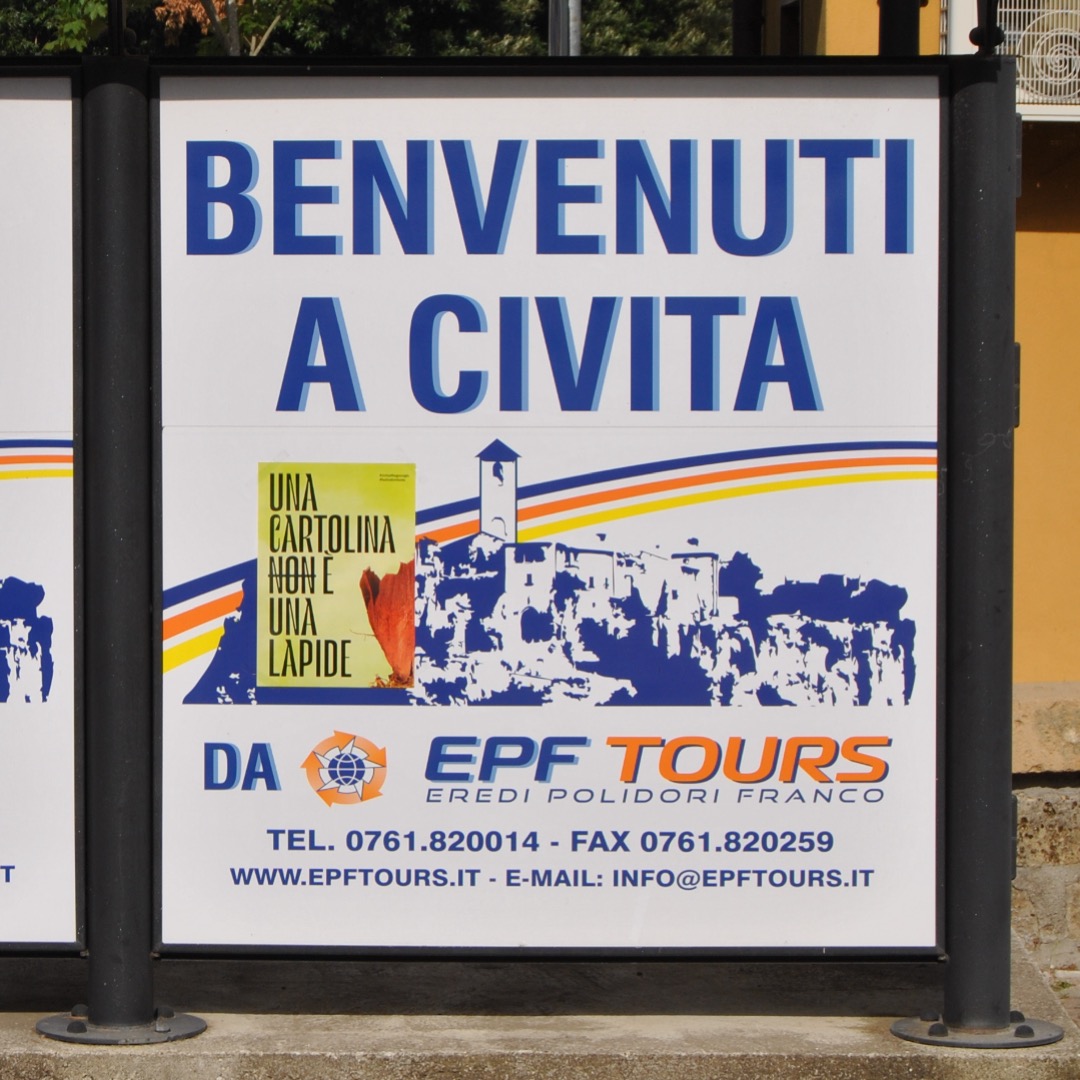 BENVENUTI
A CIVITA
UNA
CARTOLINA
NON È
UNA
LAPIDE
DA EPF TOURS
EREDI POLIDORI FRANCO
TEL. 0761.820014 - FAX 0761.820259
WWW.EPFTOURS.IT - E-MAIL: INFO@EPFTOURS.IT
T